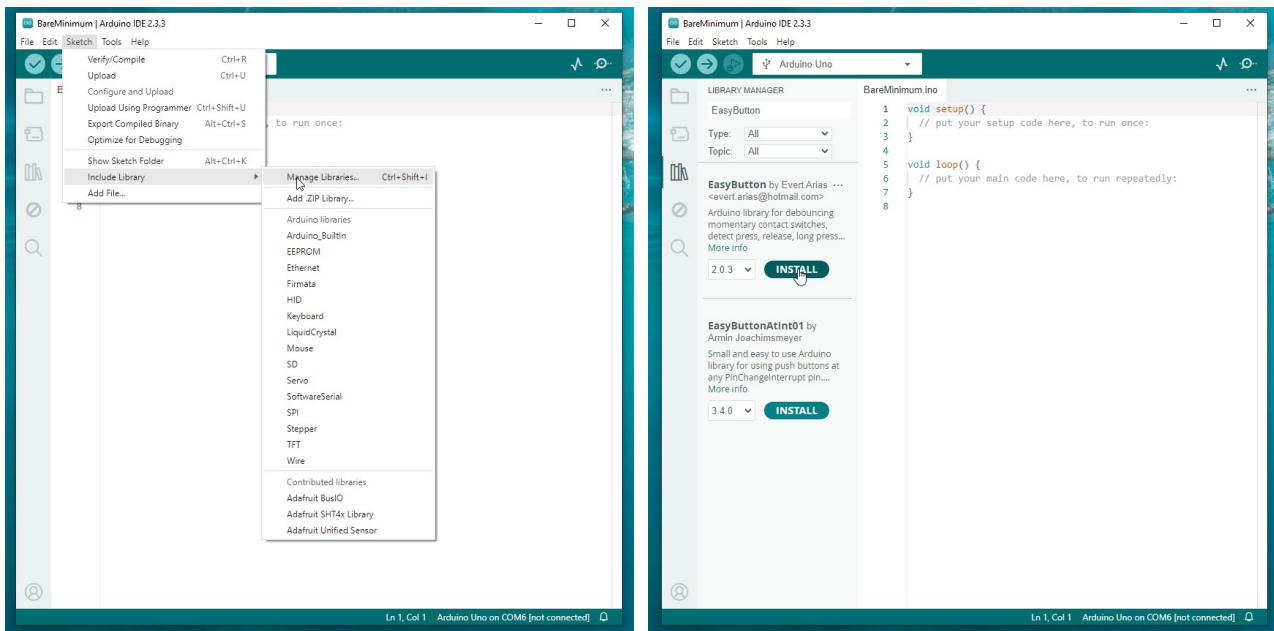 BareMinimum | Arduino IDE 2.3.3
File Edit Sketch Tools Help
Verify/Compile Ctrl+R
Upload Ctrl+U
Configure and Upload
Upload Using Programmer Ctrl+Shift+U
Export Compiled Binary Alt+Ctrl+S
Optimize for Debugging
Show Sketch Folder Alt+Ctrl+K
Include Library
Add File...
to run once:
8
Manage Libraries... Ctrl+Shift+I
Add .ZIP Library...
Arduino libraries
Arduino_BuiltIn
EEPROM
Ethernet
Firmata
HID
Keyboard
LiquidCrystal
Mouse
SD
Servo
SoftwareSerial
SPI
Stepper
TFT
Wire
Contributed libraries
Adafruit BusIO
Adafruit SHT4x Library
Adafruit Unified Sensor
Ln 1, Col 1 Arduino Uno on COM6 [not connected]
BareMinimum | Arduino IDE 2.3.3
File Edit Sketch Tools Help
Arduino Uno
LIBRARY MANAGER
EasyButton
Type: All
Topic: All
EasyButton by Evert Arias ...
<evert.arias@hotmail.com>
Arduino library for debouncing
momentary contact switches,
detect press, release, long press...
More info
2.0.3 INSTALL
EasyButtonAtInt01 by
Armin Joachimsmeyer
Small and easy to use Arduino
library for using push buttons at
any PinChangeInterrupt pin....
More info
3.4.0 INSTALL
BareMinimum.ino
1 void setup() {
2 // put your setup code here, to run once:
3 }
4
5 void loop() {
6 // put your main code here, to run repeatedly:
7 }
8
Ln 1, Col 1 Arduino Uno on COM6 [not connected]